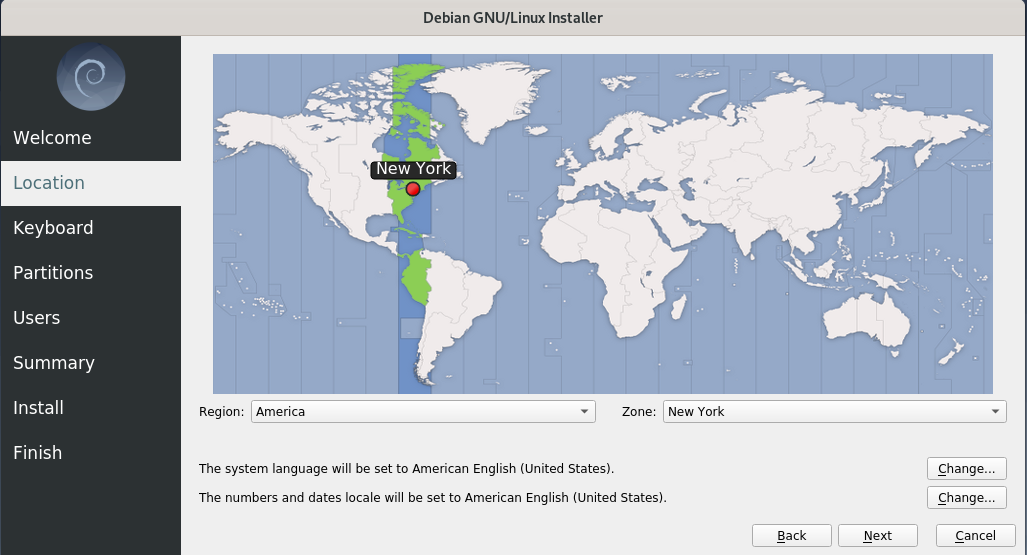 Debian GNU/Linux Installer
Welcome
Location
Keyboard
Partitions
Users
Summary
Install
Finish
New York
Region: America Zone: New York
The system language will be set to American English (United States). Change...
The numbers and dates locale will be set to American English (United States). Change...
Back Next Cancel